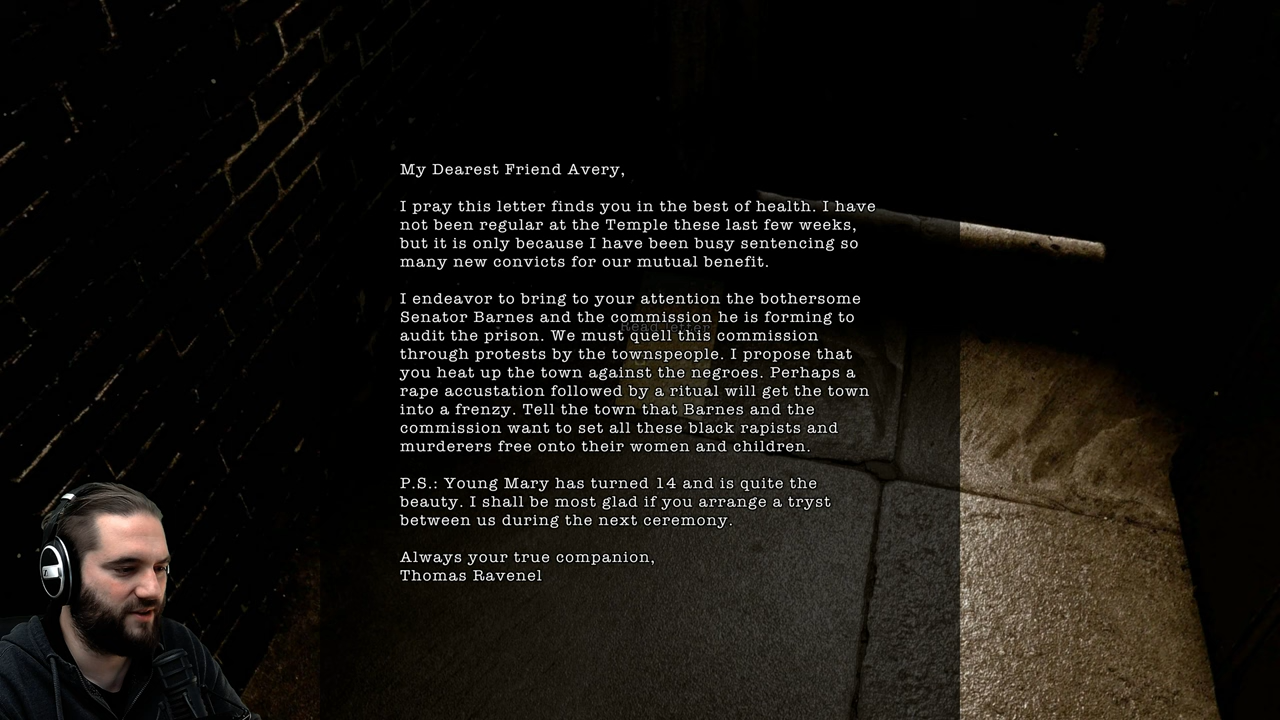 My Dearest Friend Avery,
I pray this letter finds you in the best of health. I have
not been regular at the Temple these last few weeks,
but it is only because I have been busy sentencing so
many new convicts for our mutual benefit.
I endeavor to bring to your attention the bothersome
Senator Barnes and the commission he is forming to
Read letter
audit the prison. We must quell this commission
through protests by the townspeople. I propose that
you heat up the town against the negroes. Perhaps a
rape accustation followed by a ritual will get the town
into a frenzy. Tell the town that Barnes and the
commission want to set all these black rapists and
murderers free onto their women and children.
P.S.: Young Mary has turned 14 and is quite the
beauty. I shall be most glad if you arrange a tryst
between us during the next ceremony.
Always your true companion,
Thomas Ravenel